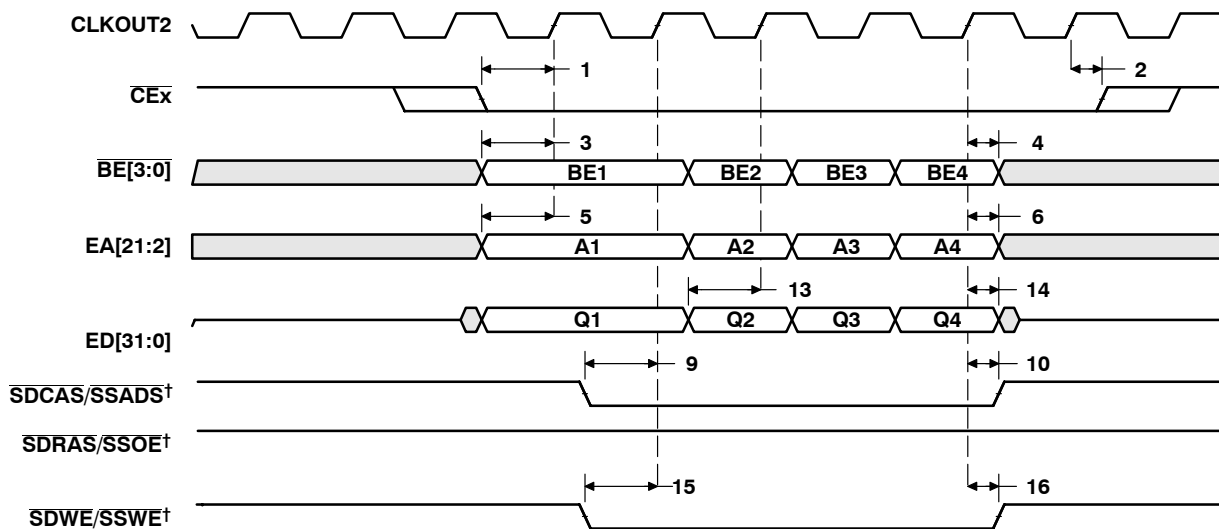 CLKOUT2
1 2
CEx
3 4
BE[3:0] BE1 BE2 BE3 BE4
5 6
EA[21:2] A1 A2 A3 A4
13 14
ED[31:0] Q1 Q2 Q3 Q4
9 10
SDCAS/SSADS†
SDRAS/SSOE†
15 16
SDWE/SSWE†